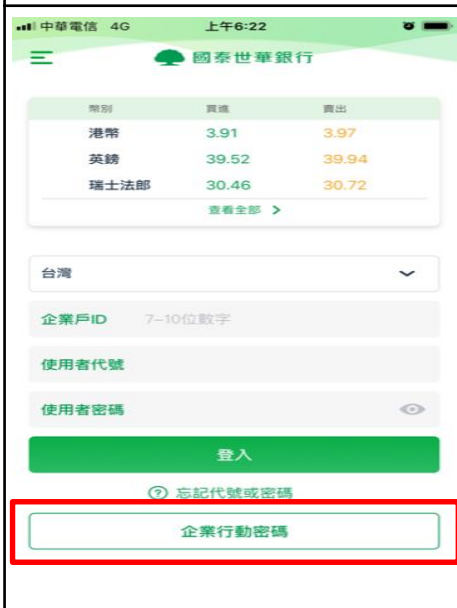 中華電信 4G 上午6:22
國泰世華銀行
幣別 買進 賣出
港幣 3.91 3.97
英鎊 39.52 39.94
瑞士法郎 30.46 30.72
查看全部 >
台灣
企業戶ID 7-10位數字
使用者代號
使用者密碼
登入
? 忘記代號或密碼
企業行動密碼